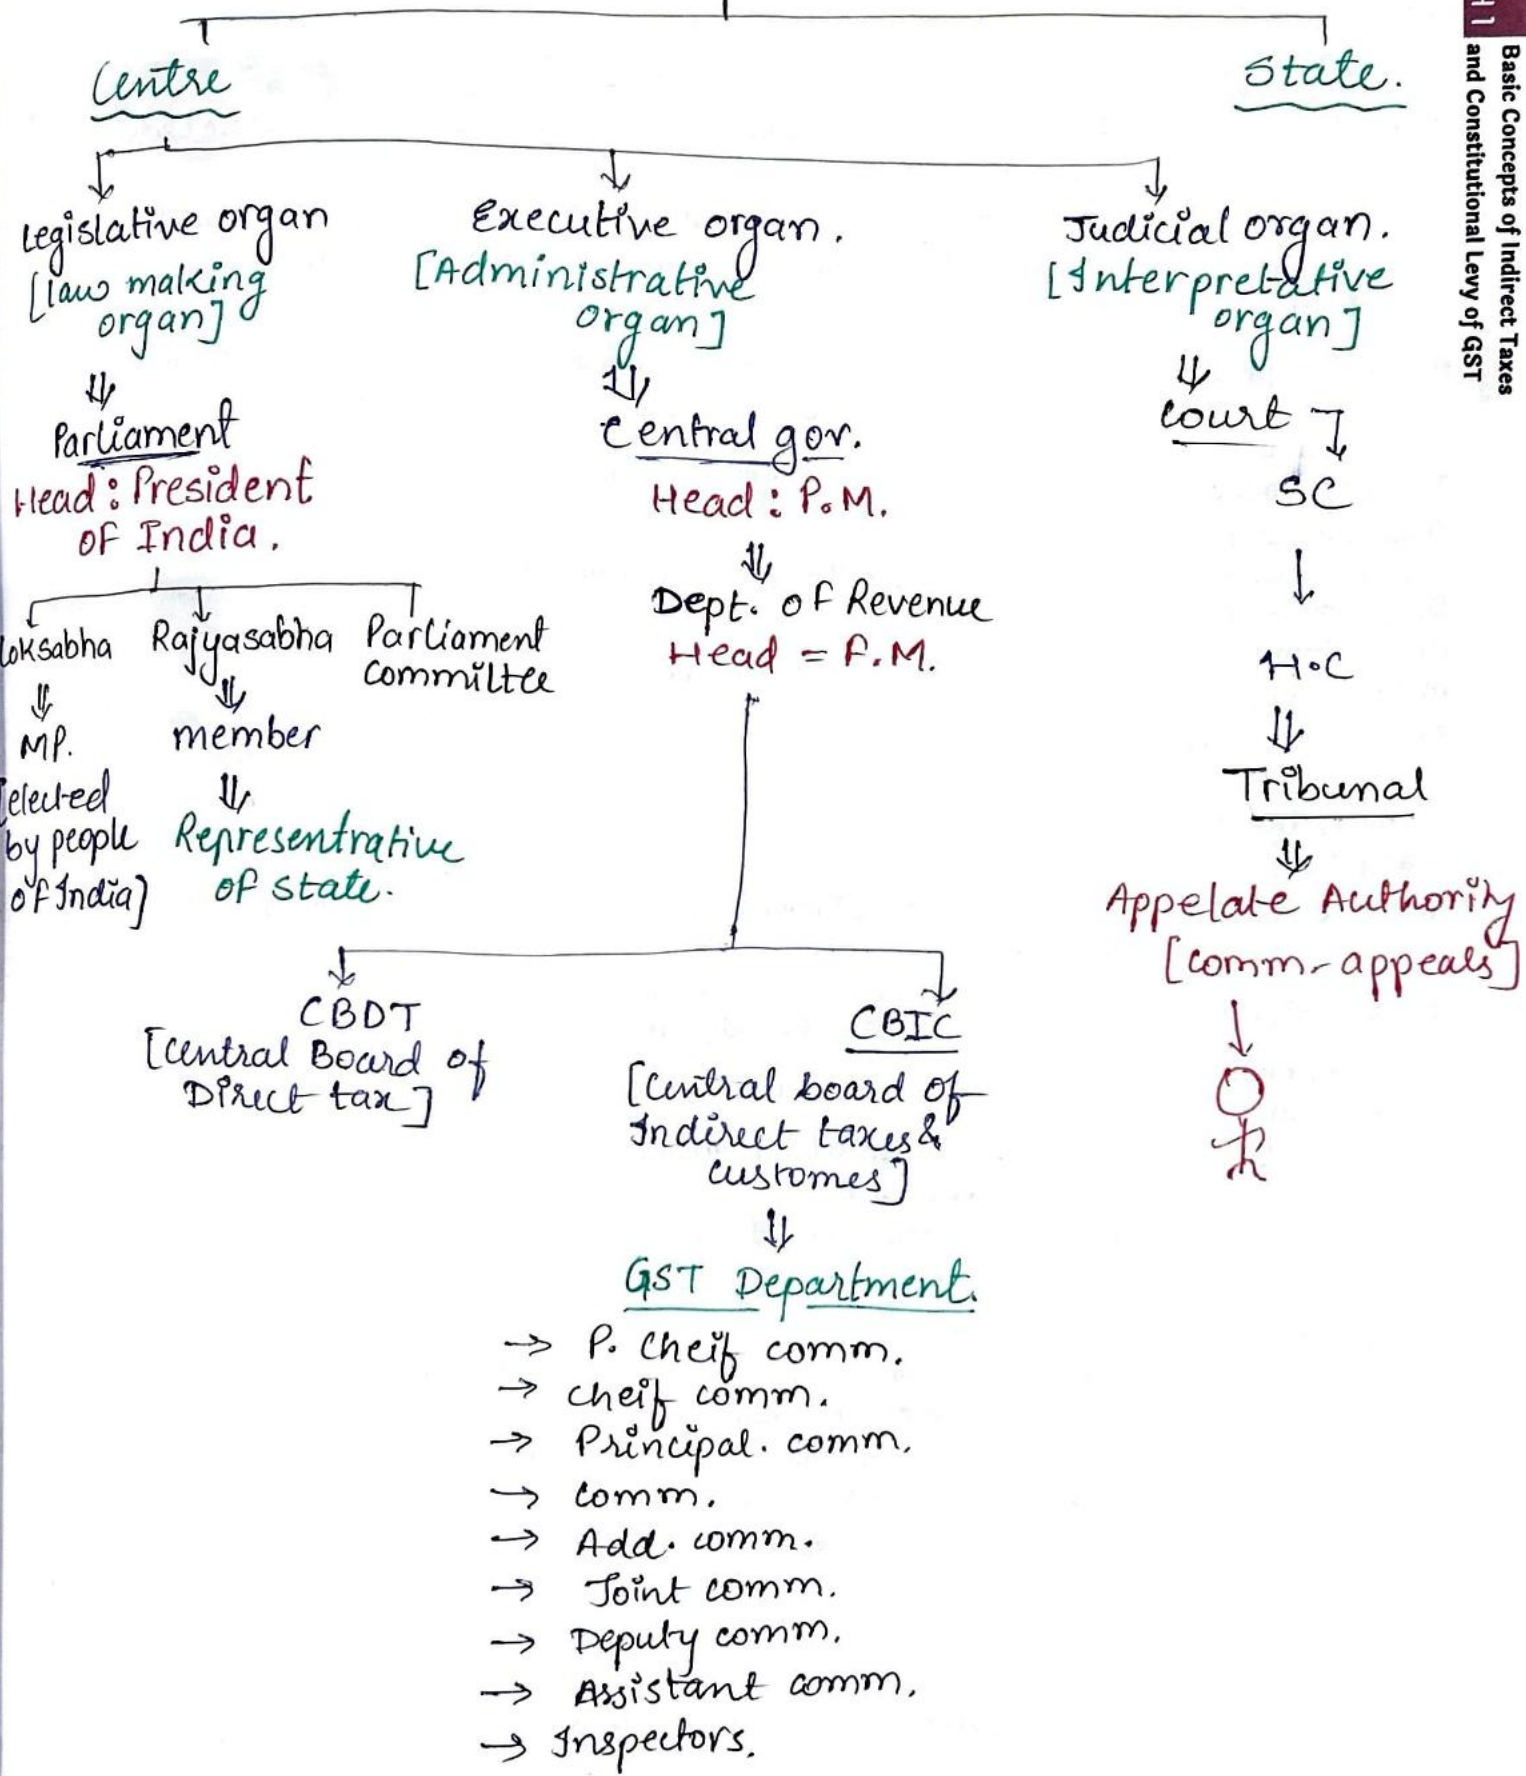 H 1
Basic Concepts of Indirect Taxes
and Constitutional Levy of GST
Centre
State.
Legislative organ
[law making
organ]
Executive organ.
[Administrative
organ]
Judicial organ.
[Interpretative
organ]
Parliament
Head: President
of India.
Central gov.
Head: P.M.
Court
SC
Loksabha
Rajyasabha
Parliament
Committee
Dept. of Revenue
Head = F.M.
H.C
MP.
[elected
by people
of India]
member
Representrative
of state.
Tribunal
Appelate Authority
[comm-appeals]
CBDT
[Central Board of
Direct tax]
CBIC
[Central board of
Indirect taxes &
customes]
GST Department.
→ P. Cheif comm.
→ cheif comm.
→ Principal. comm.
→ comm.
→ Add. comm.
→ Joint comm.
→ Deputy comm.
→ Assistant comm.
→ Inspectors.